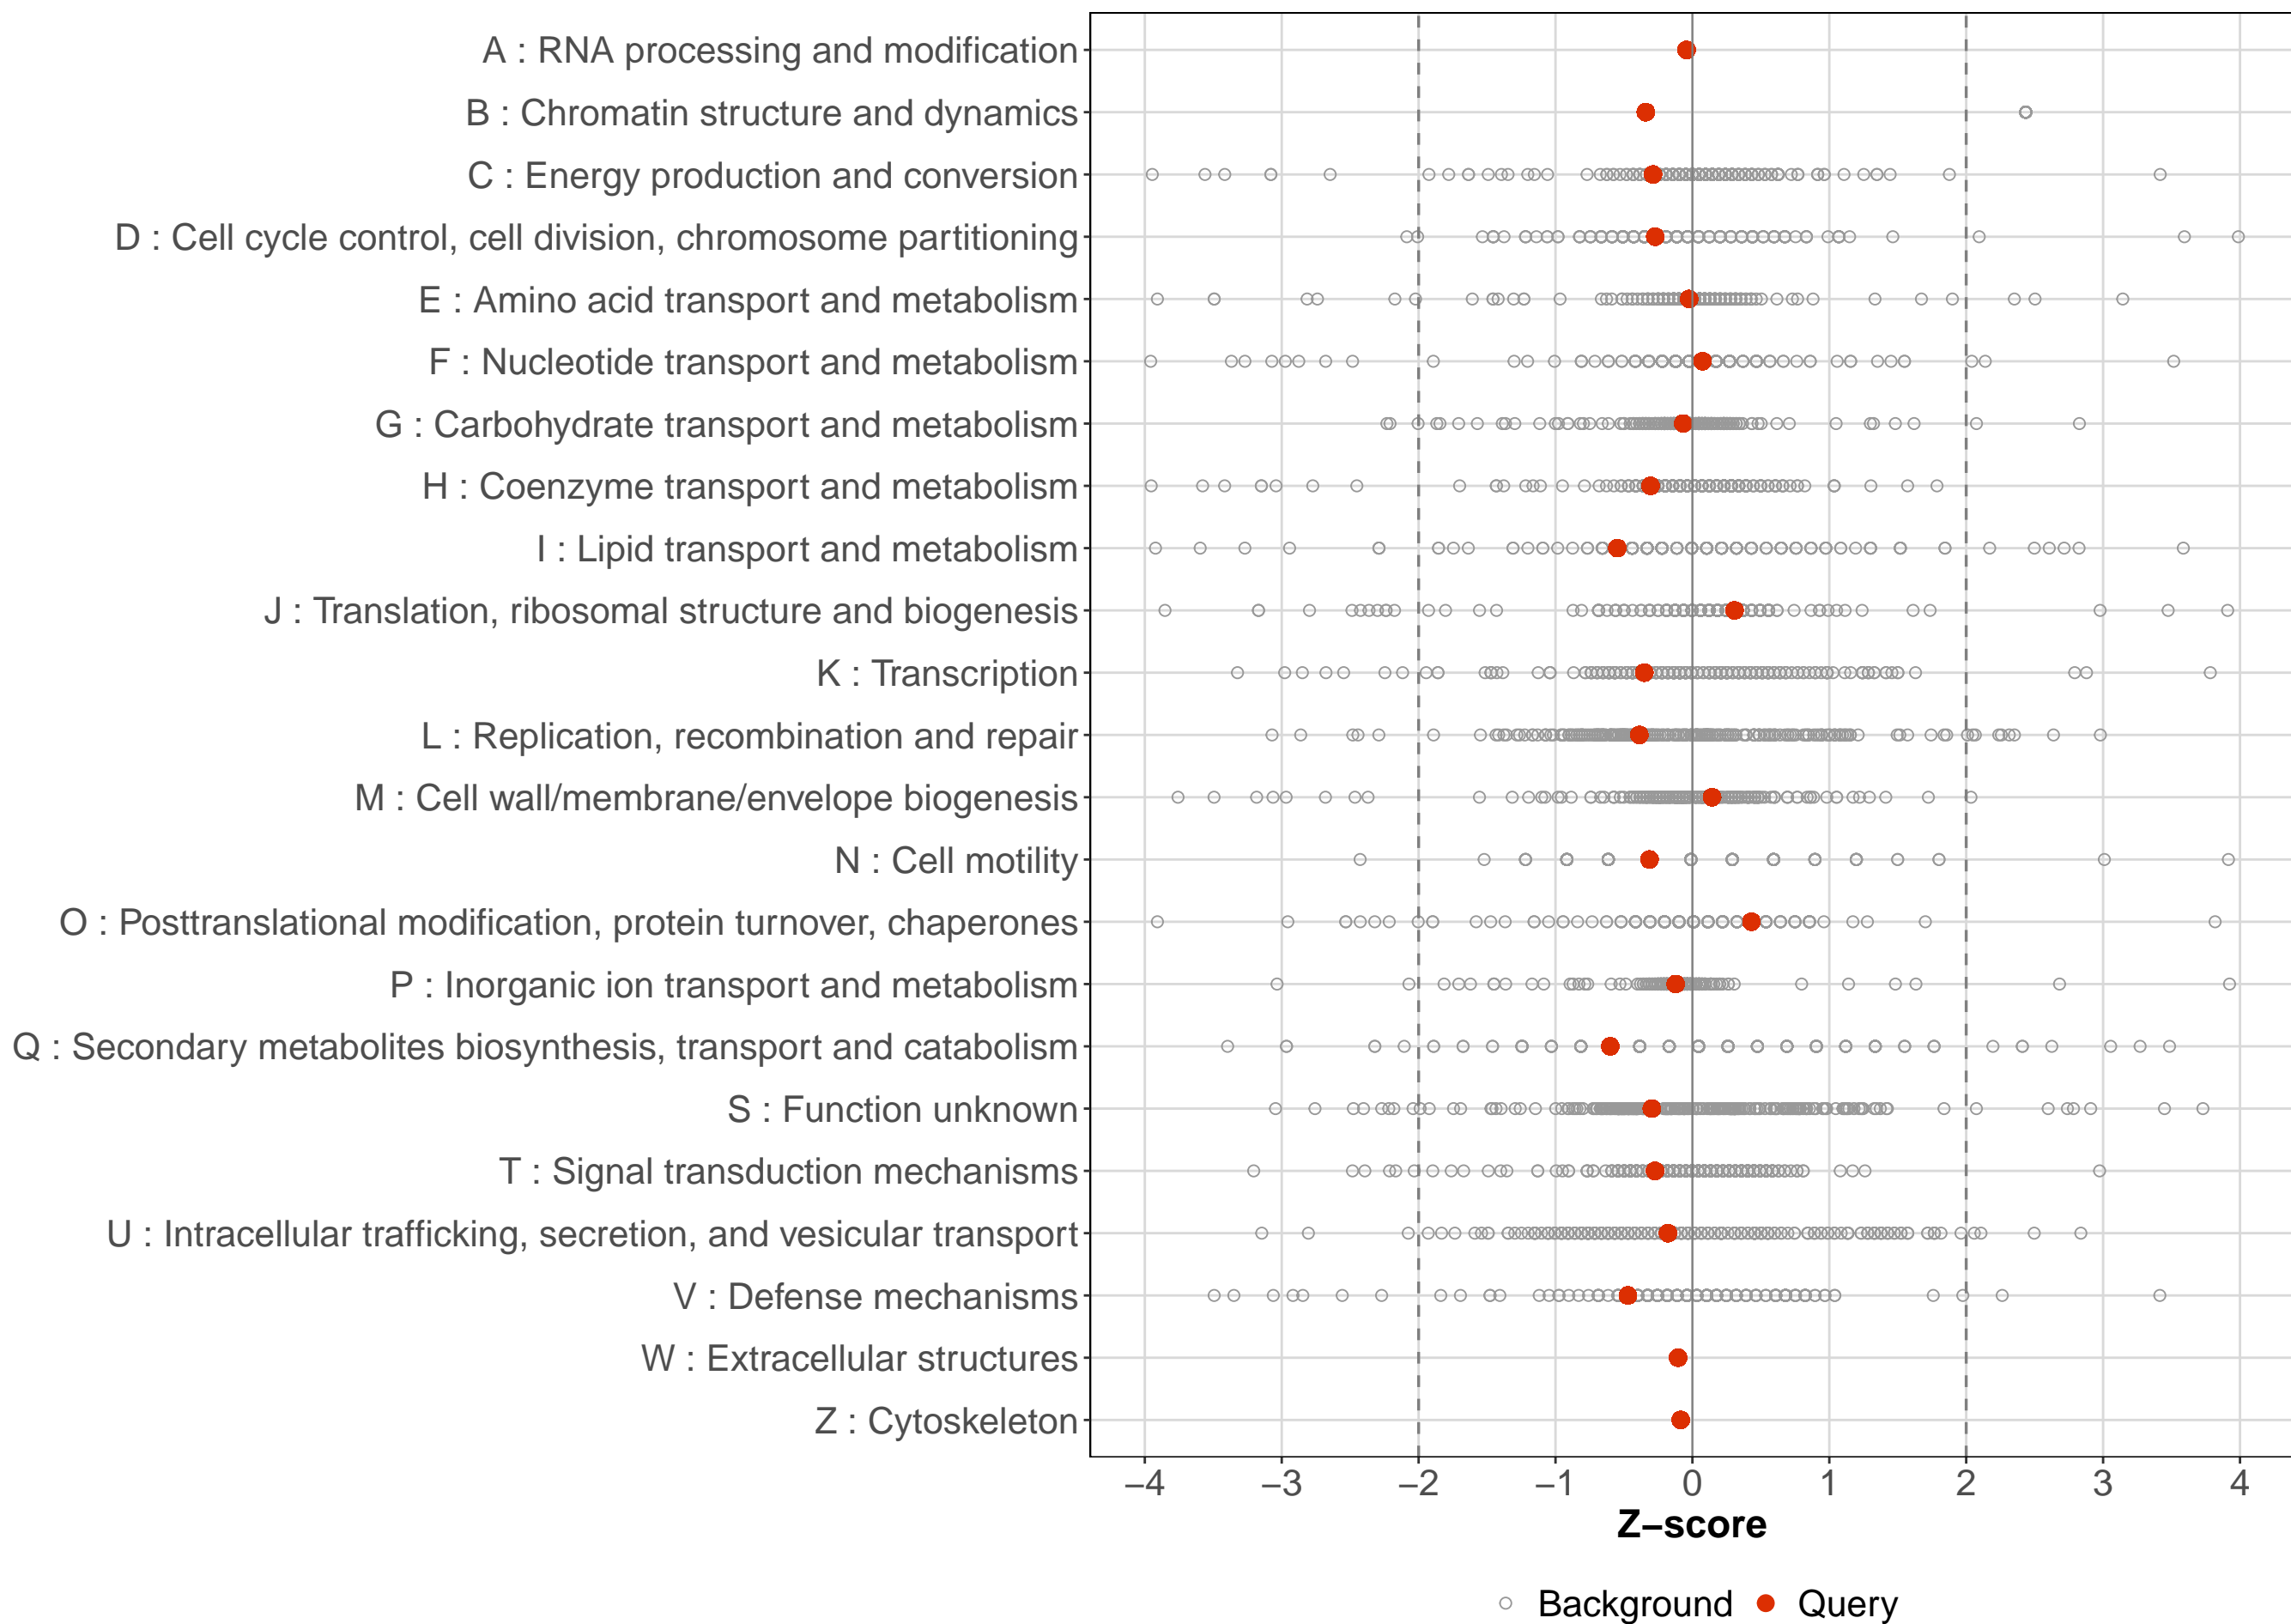 A : RNA processing and modification
B : Chromatin structure and dynamics
C : Energy production and conversion
D : Cell cycle control, cell division, chromosome partitioning
E : Amino acid transport and metabolism
F : Nucleotide transport and metabolism
G : Carbohydrate transport and metabolism
H : Coenzyme transport and metabolism
I : Lipid transport and metabolism
J : Translation, ribosomal structure and biogenesis
K : Transcription
L : Replication, recombination and repair
M : Cell wall/membrane/envelope biogenesis
N : Cell motility
O : Posttranslational modification, protein turnover, chaperones
P : Inorganic ion transport and metabolism
Q : Secondary metabolites biosynthesis, transport and catabolism
S : Function unknown
T : Signal transduction mechanisms
U : Intracellular trafficking, secretion, and vesicular transport
V : Defense mechanisms
W : Extracellular structures
Z : Cytoskeleton
−4 −3 −2 −1 0 1 2 3 4
Z−score
Background Query